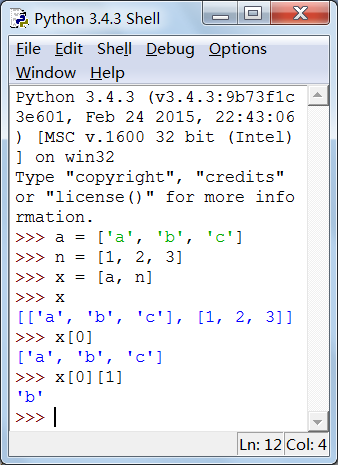 Python 3.4.3 Shell
File Edit Shell Debug Options
Window Help
Python 3.4.3 (v3.4.3:9b73f1c
3e601, Feb 24 2015, 22:43:06
) [MSC v.1600 32 bit (Intel)
] on win32
Type "copyright", "credits"
or "license()" for more info
rmation.
>>> a = ['a', 'b', 'c']
>>> n = [1, 2, 3]
>>> x = [a, n]
>>> x
[['a', 'b', 'c'], [1, 2, 3]]
>>> x[0]
['a', 'b', 'c']
>>> x[0][1]
'b'
>>>
Ln: 12 Col: 4